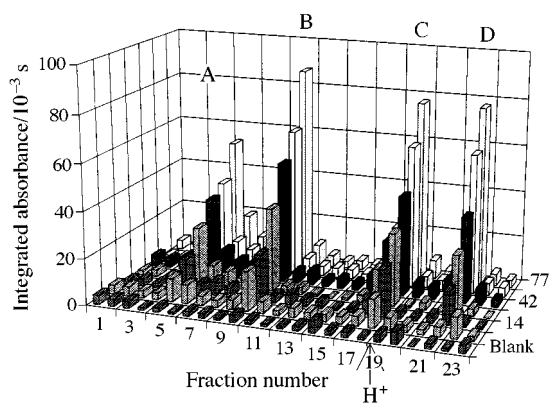 B
C
D
A
Integrated absorbance/10⁻³ s
100
80
60
40
20
0
1 3 5 7 9 11 13 15 17 19 21 23
77
42
14
Blank
Fraction number
H⁺